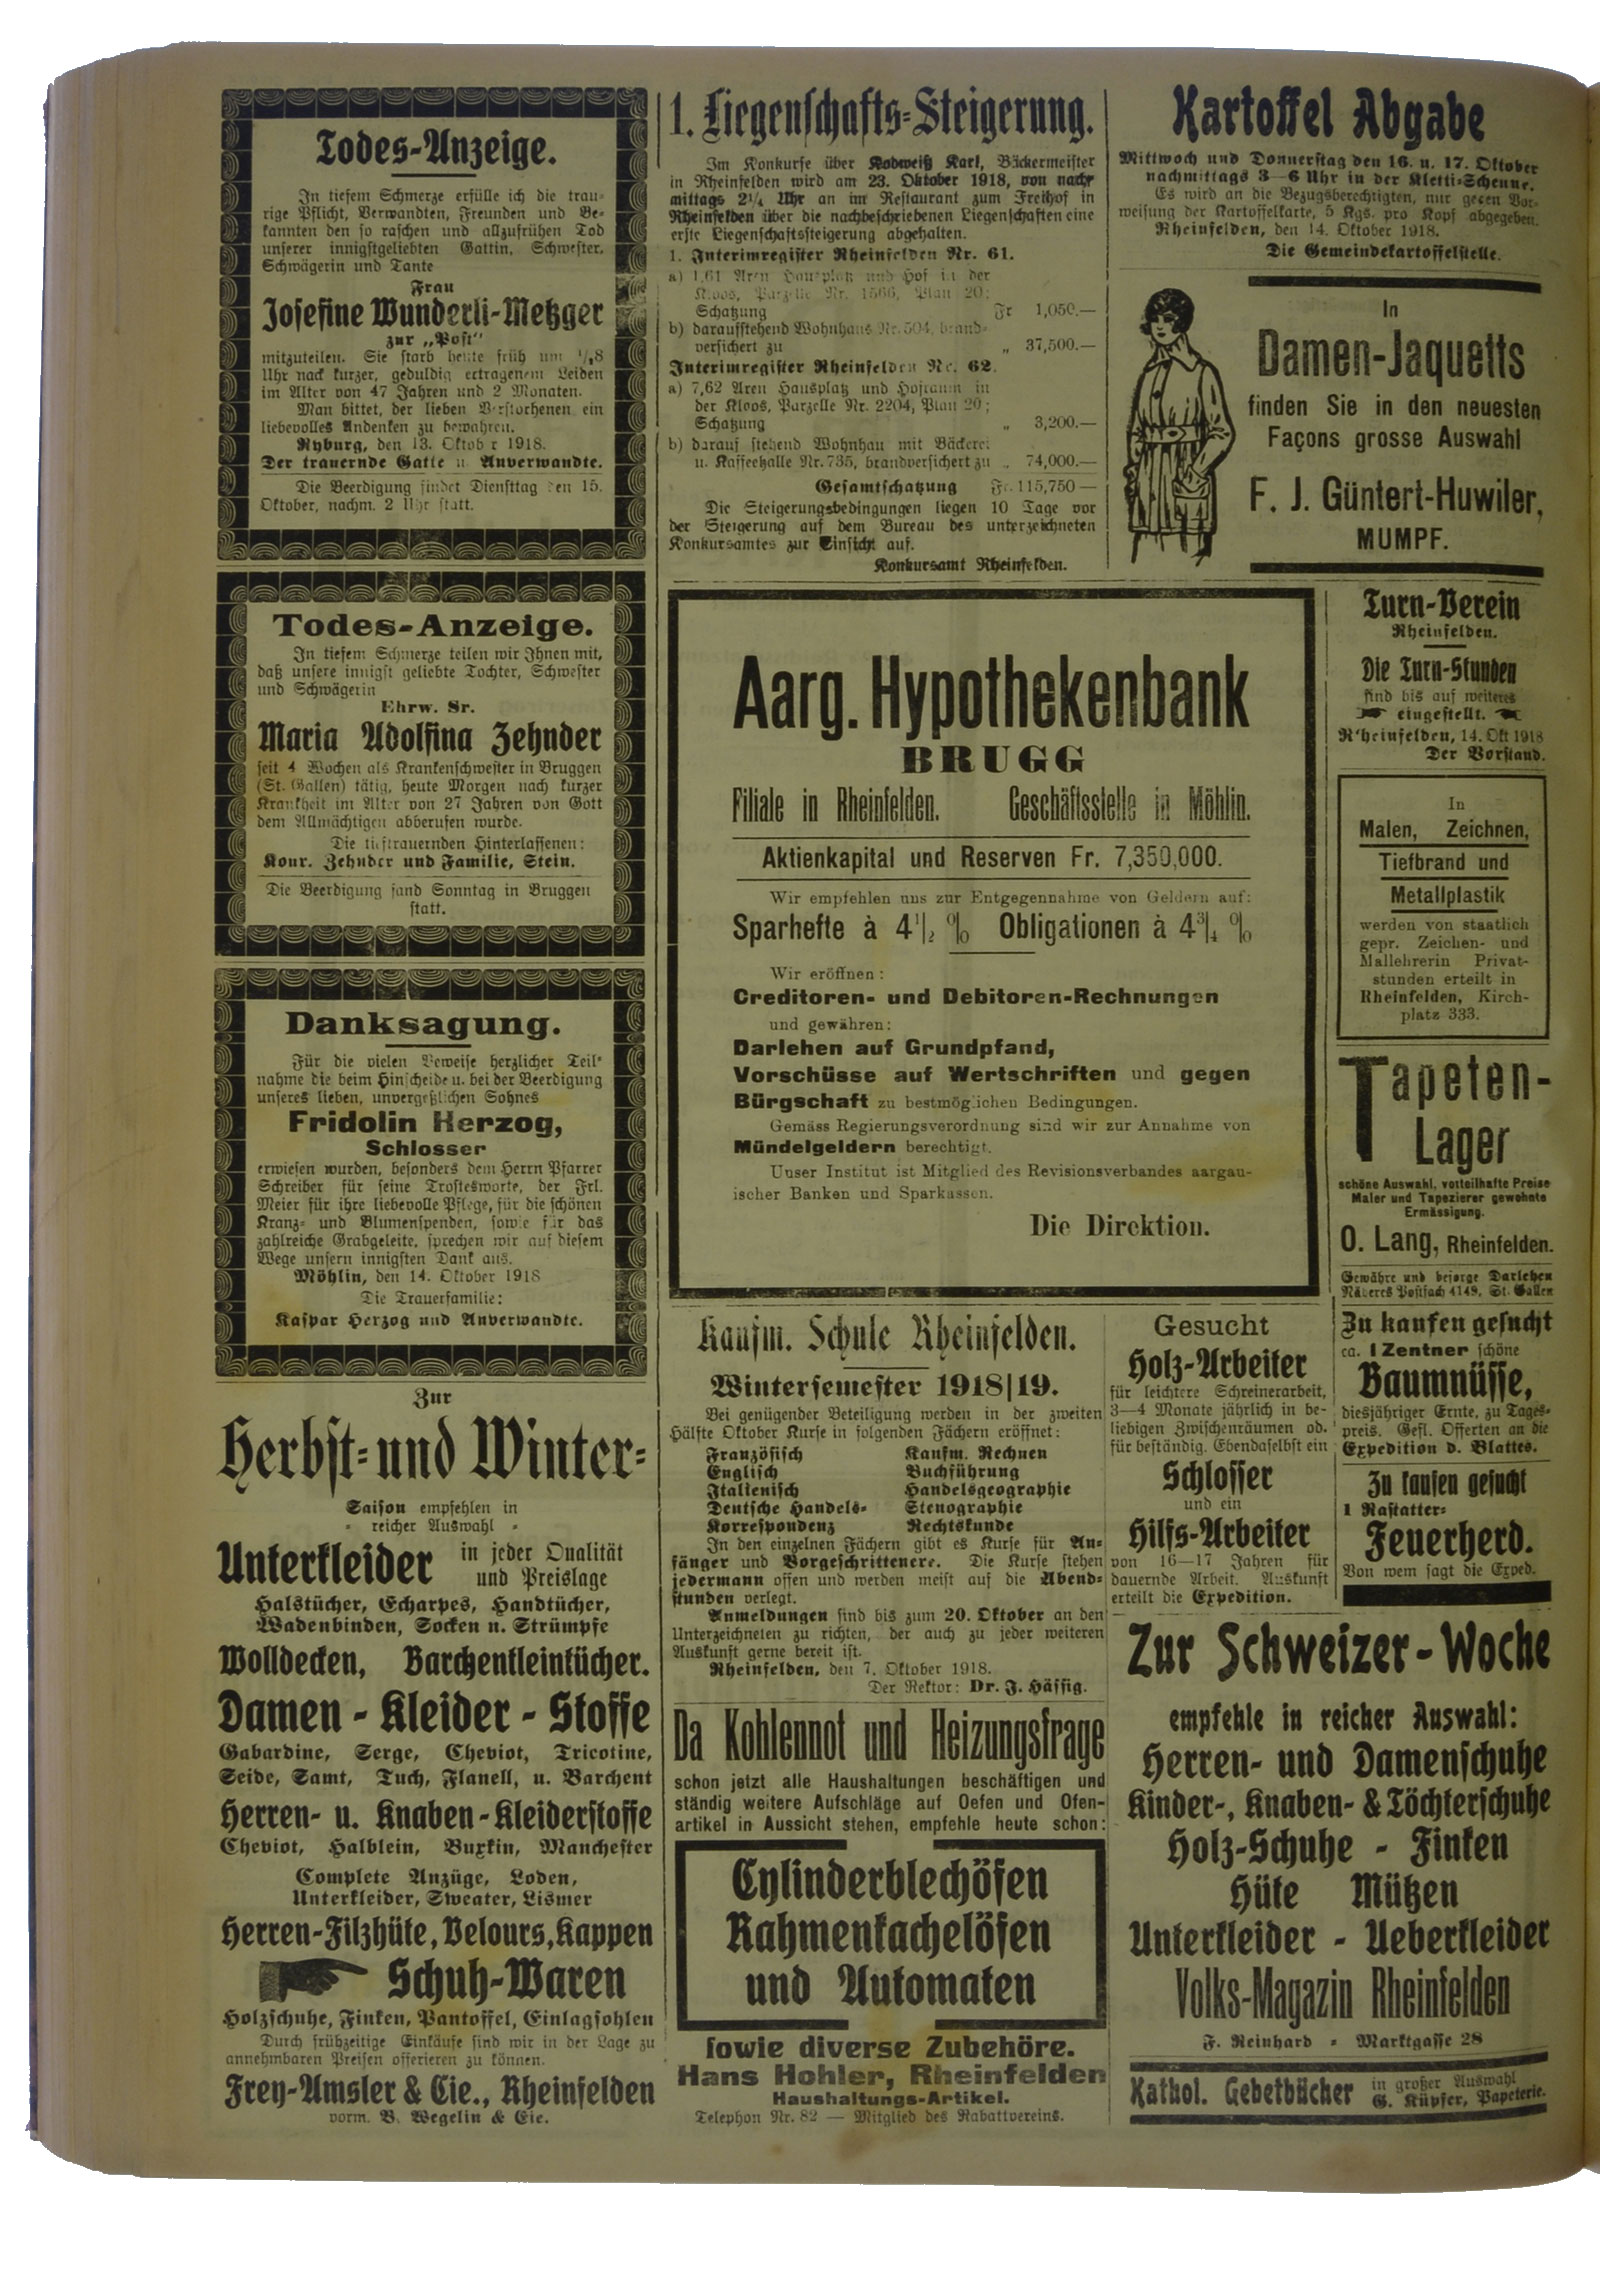 Todes-Anzeige.
In tiefem Schmerze erfülle ich die trau-
rige Pflicht, Verwandten, Freunden und Be-
kannten den so raschen und allzufrühen Tod
unserer innigstgeliebten Gattin, Schwester,
Schwägerin und Tante
Frau
Josefine Wunderli-Metzger
zur „Post"
mitzuteilen. Sie starb heute früh um 1/28
Uhr nach kurzer, geduldig ertragenem Leiden
im Alter von 47 Jahren und 2 Monaten.
Man bittet, der lieben Verstorbenen ein
liebevolles Andenken zu bewahren.
Ryburg, den 13. Oktober 1918.
Der trauernde Gatte u. Anverwandte.
Die Beerdigung findet Diensttag den 15.
Oktober, nachm. 2 Uhr statt.
Todes-Anzeige.
In tiefem Schmerze teilen wir Ihnen mit,
daß unsere innigst geliebte Tochter, Schwester
und Schwägerin
Ehrw. Sr.
Maria Adolfina Zehnder
seit 4 Wochen als Krankenschwester in Bruggen
(St. Gallen) tätig, heute Morgen nach kurzer
Krankheit im Alter von 27 Jahren von Gott
dem Allmächtigen abberufen wurde.
Die tieftrauernden Hinterlassenen:
Konr. Zehnder und Familie, Stein.
Die Beerdigung fand Sonntag in Bruggen
statt.
Danksagung.
Für die vielen Beweise herzlicher Teil-
nahme die beim Hinscheide u. bei der Beerdigung
unseres lieben, unvergeßlichen Sohnes
Fridolin Herzog,
Schlosser
erwiesen wurden, besonders dem Herrn Pfarrer
Schreiber für seine Trostesworte, der Frl.
Meier für ihre liebevolle Pflege, für die schönen
Kranz- und Blumenspenden, sowie für das
zahlreiche Grabgeleite, sprechen wir auf diesem
Wege unsern innigsten Dank aus.
Möhlin, den 14. Oktober 1918
Die Trauerfamilie:
Kaspar Herzog und Anverwandte.
Zur
Herbst- und Winter-
Saison empfehlen in
reicher Auswahl
Unterkleider in jeder Qualität
und Preislage
Halstücher, Echarpes, Handtücher,
Wadenbinden, Socken u. Strümpfe
Wolldecken, Barchentleintücher.
Damen - Kleider - Stoffe
Gabardine, Serge, Cheviot, Tricotine,
Seide, Samt, Tuch, Flanell, u. Barchent
Herren- u. Knaben-Kleiderstoffe
Cheviot, Halblein, Buxkin, Manchester
Complete Anzüge, Loden,
Unterkleider, Sweater, Lismer
Herren-Filzhüte, Velours, Kappen
Schuh-Waren
Holzschuhe, Finken, Pantoffel, Einlagsohlen
Durch frühzeitige Einkäufe sind wir in der Lage zu
annehmbaren Preisen offerieren zu können.
Frey-Amsler & Cie., Rheinfelden
vorm. B. Wegelin & Cie.
1. Liegenschafts-Steigerung.
Im Konkurse über Rodweiß Karl, Bäckermeister
in Rheinfelden wird am 23. Oktober 1918, von nach-
mittags 2¼ Uhr an im Restaurant zum Freihof in
Rheinfelden über die nachbeschriebenen Liegenschaften eine
erste Liegenschaftssteigerung abgehalten.
1. Interimregister Rheinfelden Nr. 61.
a) 1,61 Aren Hausplatz und Hof in der
Kloos, Parzelle Nr. 1566, Plan 20;
Schatzung Fr 1,050.—
b) daraufstehend Wohnhaus Nr. 504, brand-
versichert zu „ 37,500.—
Interimregister Rheinfelden Nr. 62.
a) 7,62 Aren Hausplatz und Hofraum in
der Kloos, Parzelle Nr. 2204, Plan 20;
Schatzung „ 3,200.—
b) darauf stehend Wohnhau mit Bäckerei
u. Kaffeehalle Nr. 735, brandversichert zu „ 74,000.—
Gesamtschatzung Fr. 115,750 —
Die Steigerungsbedingungen liegen 10 Tage vor
der Steigerung auf dem Bureau des unterzeichneten
Konkursamtes zur Einsicht auf.
Konkursamt Rheinfelden.
Kartoffel Abgabe
Mittwoch und Donnerstag den 16. u. 17. Oktober
nachmittags 3—6 Uhr in der Kletti-Scheune.
Es wird an die Bezugsberechtigten, nur gegen Vor-
weisung der Kartoffelkarte, 5 Kgs. pro Kopf abgegeben.
Rheinfelden, den 14. Oktober 1918.
Die Gemeindekartoffelstelle.
In
Damen-Jaquetts
finden Sie in den neuesten
Façons grosse Auswahl
F. J. Güntert-Huwiler,
MUMPF.
Aarg. Hypothekenbank
BRUGG
Filiale in Rheinfelden. Geschäftsstelle in Möhlin.
Aktienkapital und Reserven Fr. 7,350,000.
Wir empfehlen uns zur Entgegennahme von Geldern auf:
Sparhefte à 4½ % Obligationen à 4¾ %
Wir eröffnen:
Creditoren- und Debitoren-Rechnungen
und gewähren:
Darlehen auf Grundpfand,
Vorschüsse auf Wertschriften und gegen
Bürgschaft zu bestmöglichen Bedingungen.
Gemäss Regierungsverordnung sind wir zur Annahme von
Mündelgeldern berechtigt.
Unser Institut ist Mitglied des Revisionsverbandes aargau-
ischer Banken und Sparkassen.
Die Direktion.
Turn-Verein
Rheinfelden.
Die Turn-Stunden
sind bis auf weiteres
eingestellt.
Rheinfelden, 14. Okt 1918
Der Vorstand.
In
Malen, Zeichnen,
Tiefbrand und
Metallplastik
werden von staatlich
gepr. Zeichen- und
Mallehrerin Privat-
stunden erteilt in
Rheinfelden, Kirch-
platz 333.
Tapeten-
Lager
schöne Auswahl, vorteilhafte Preise
Maler und Tapezierer gewohnte
Ermässigung.
O. Lang, Rheinfelden.
Gewähre und besorge Darlehen
Näheres Postfach 4149, St. Gallen
Kaufm. Schule Rheinfelden.
Wintersemester 1918|19.
Bei genügender Beteiligung werden in der zweiten
Hälfte Oktober Kurse in folgenden Fächern eröffnet:
Französisch Kaufm. Rechnen
Englisch Buchführung
Italienisch Handelsgeographie
Deutsche Handels- Stenographie
Korrespondenz Rechtskunde
In den einzelnen Fächern gibt es Kurse für An-
fänger und Vorgeschrittenere. Die Kurse stehen
jedermann offen und werden meist auf die Abend-
stunden verlegt.
Anmeldungen sind bis zum 20. Oktober an den
Unterzeichneten zu richten, der auch zu jeder weiteren
Auskunft gerne bereit ist.
Rheinfelden, den 7. Oktober 1918.
Der Rektor: Dr. J. Hässig.
Da Kohlennot und Heizungsfrage
schon jetzt alle Haushaltungen beschäftigen und
ständig weitere Aufschläge auf Oefen und Ofen-
artikel in Aussicht stehen, empfehle heute schon:
Cylinderblechöfen
Rahmenkachelöfen
und Automaten
sowie diverse Zubehöre.
Hans Hohler, Rheinfelden
Haushaltungs-Artikel.
Telephon Nr. 82 — Mitglied des Rabattvereins.
Gesucht
Holz-Arbeiter
für leichtere Schreinerarbeit,
3—4 Monate jährlich in be-
liebigen Zwischenräumen od.
für beständig. Ebendaselbst ein
Schlosser
und ein
Hilfs-Arbeiter
von 16—17 Jahren für
dauernde Arbeit. Auskunft
erteilt die Expedition.
Zu kaufen gesucht
ca. 1 Zentner schöne
Baumnüsse,
diesjähriger Ernte, zu Tages-
preis. Gefl. Offerten an die
Expedition d. Blattes.
Zu kaufen gesucht
1 Rastatter-
Feuerherd.
Von wem sagt die Exped.
Zur Schweizer-Woche
empfehle in reicher Auswahl:
Herren- und Damenschuhe
Kinder-, Knaben- & Töchterschuhe
Holz-Schuhe - Finken
Hüte Mützen
Unterkleider - Ueberkleider
Volks-Magazin Rheinfelden
F. Reinhard - Marktgasse 28
Kathol. Gebetbücher in großer Auswahl
G. Küpfer, Papeterie.